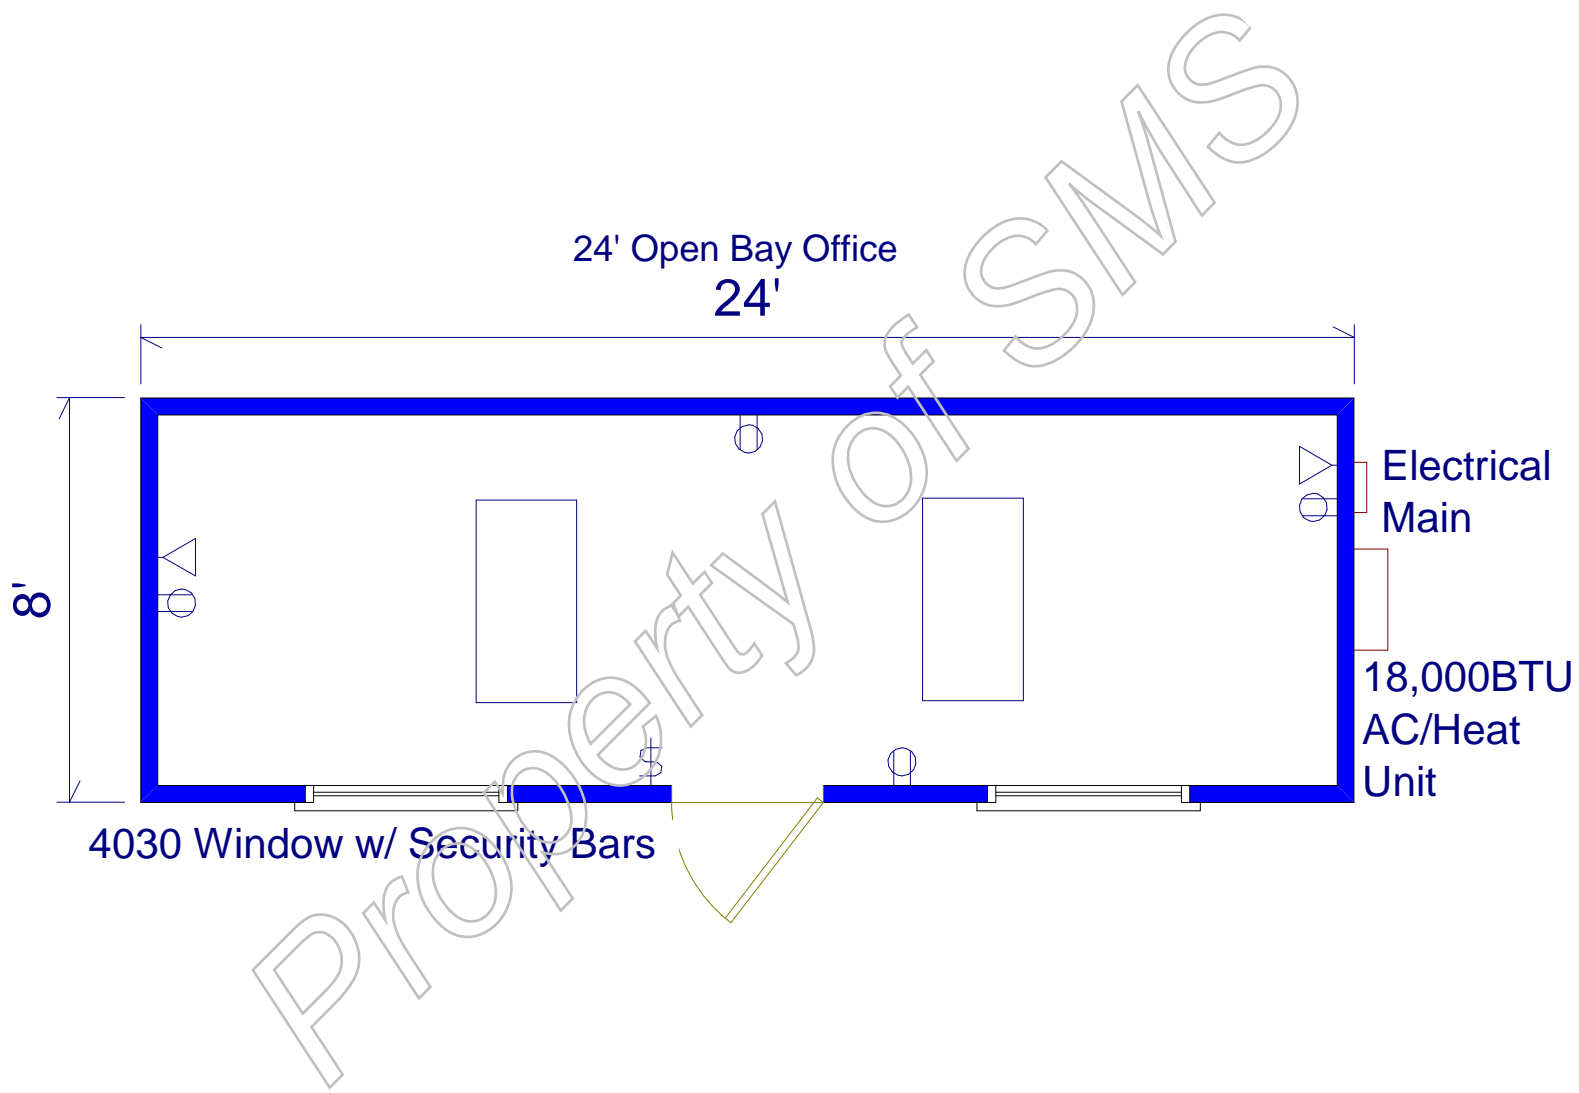 24' Open Bay Office
24'
8'
Electrical
Main
18,000BTU
AC/Heat
Unit
S
4030 Window w/ Security Bars
Property of SMS